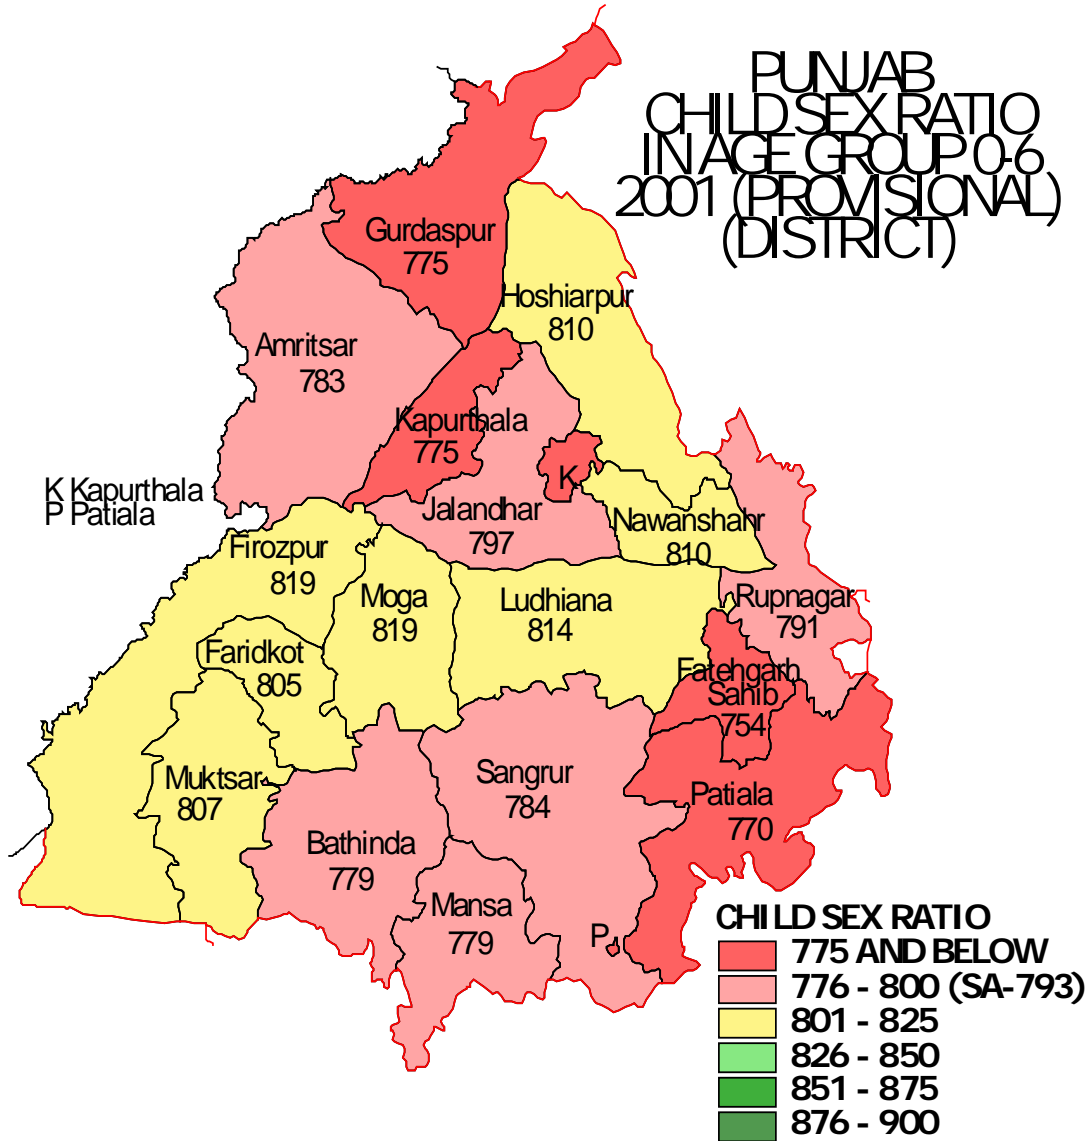 PUNJAB
CHILD SEX RATIO
IN AGE GROUP 0-6
2001 (PROVISIONAL)
(DISTRICT)
Gurdaspur
775
Hoshiarpur
810
Amritsar
783
Kapurthala
775
K
K Kapurthala
P Patiala
Jalandhar
797
Nawanshahr
810
Firozpur
819
Moga
819
Ludhiana
814
Rupnagar
791
Faridkot
805
Fatehgarh
Sahib
754
Muktsar
807
Sangrur
784
Patiala
770
Bathinda
779
Mansa
779
P
CHILD SEX RATIO
775 AND BELOW
776 - 800 (SA-793)
801 - 825
826 - 850
851 - 875
876 - 900